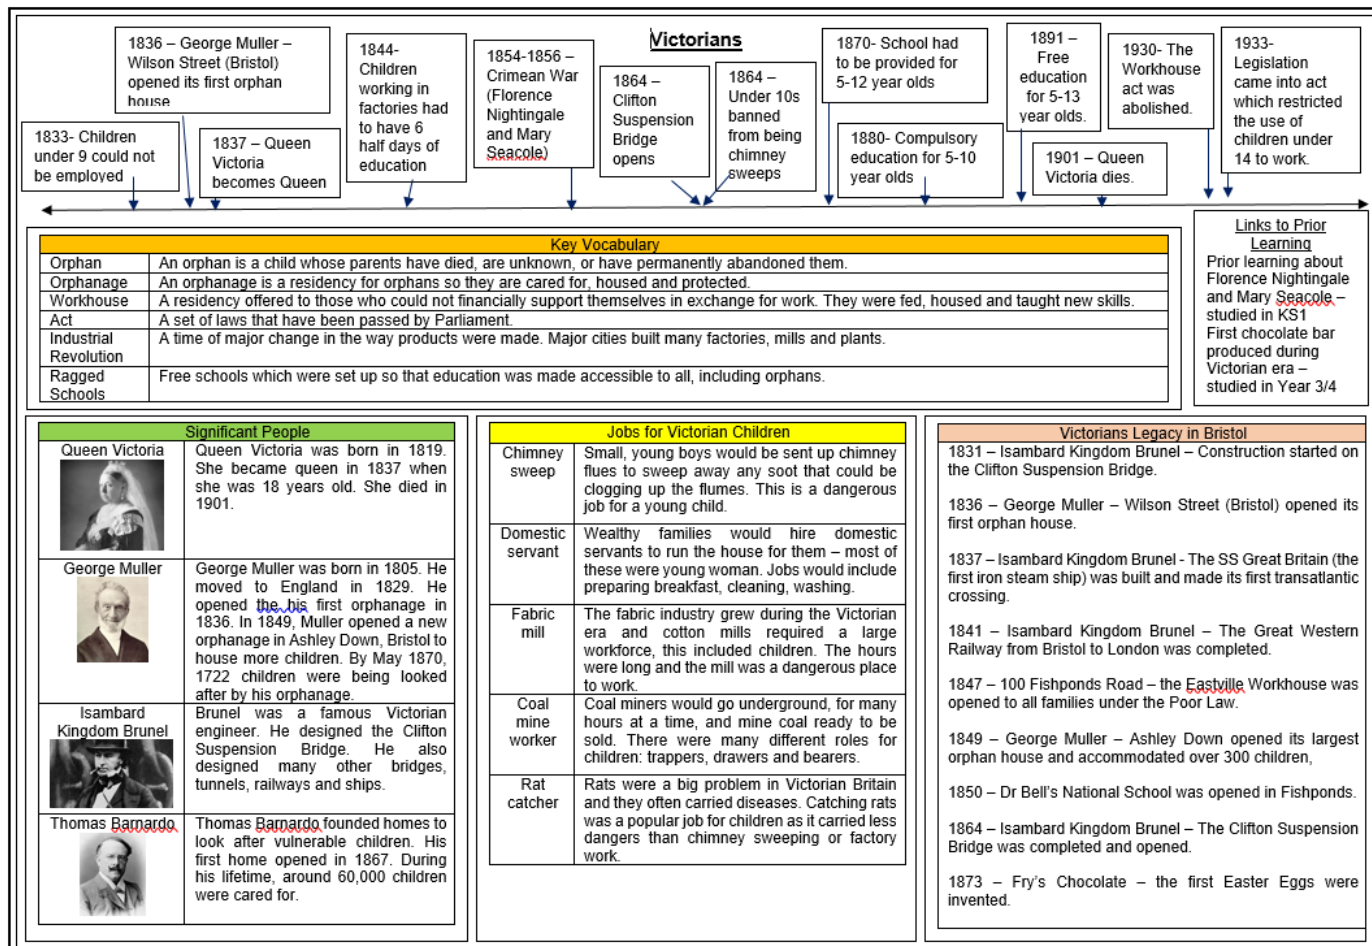 Victorians
1836 – George Muller –
Wilson Street (Bristol)
opened its first orphan
house
1833- Children
under 9 could not
be employed
1837 – Queen
Victoria
becomes Queen
1844-
Children
working in
factories had
to have 6
half days of
education
1854-1856 –
Crimean War
(Florence
Nightingale
and Mary
Seacole)
1864 –
Clifton
Suspension
Bridge
opens
1864 –
Under 10s
banned
from being
chimney
sweeps
1870- School had
to be provided for
5-12 year olds
1880- Compulsory
education for 5-10
year olds
1891 –
Free
education
for 5-13
year olds.
1901 – Queen
Victoria dies.
1930- The
Workhouse
act was
abolished.
1933-
Legislation
came into act
which restricted
the use of
children under
14 to work.
Key Vocabulary
Orphan An orphan is a child whose parents have died, are unknown, or have permanently abandoned them.
Orphanage An orphanage is a residency for orphans so they are cared for, housed and protected.
Workhouse A residency offered to those who could not financially support themselves in exchange for work. They were fed, housed and taught new skills.
Act A set of laws that have been passed by Parliament.
Industrial A time of major change in the way products were made. Major cities built many factories, mills and plants.
Revolution
Ragged Free schools which were set up so that education was made accessible to all, including orphans.
Schools
Links to Prior
Learning
Prior learning about
Florence Nightingale
and Mary Seacole –
studied in KS1
First chocolate bar
produced during
Victorian era –
studied in Year 3/4
Significant People
Queen Victoria
Queen Victoria was born in 1819.
She became queen in 1837 when
she was 18 years old. She died in
1901.
George Muller
George Muller was born in 1805. He
moved to England in 1829. He
opened the his first orphanage in
1836. In 1849, Muller opened a new
orphanage in Ashley Down, Bristol to
house more children. By May 1870,
1722 children were being looked
after by his orphanage.
Isambard
Kingdom Brunel
Brunel was a famous Victorian
engineer. He designed the Clifton
Suspension Bridge. He also
designed many other bridges,
tunnels, railways and ships.
Thomas Barnardo
Thomas Barnardo founded homes to
look after vulnerable children. His
first home opened in 1867. During
his lifetime, around 60,000 children
were cared for.
Jobs for Victorian Children
Chimney
sweep
Small, young boys would be sent up chimney
flues to sweep away any soot that could be
clogging up the flumes. This is a dangerous
job for a young child.
Domestic
servant
Wealthy families would hire domestic
servants to run the house for them – most of
these were young woman. Jobs would include
preparing breakfast, cleaning, washing.
Fabric
mill
The fabric industry grew during the Victorian
era and cotton mills required a large
workforce, this included children. The hours
were long and the mill was a dangerous place
to work.
Coal
mine
worker
Coal miners would go underground, for many
hours at a time, and mine coal ready to be
sold. There were many different roles for
children: trappers, drawers and bearers.
Rat
catcher
Rats were a big problem in Victorian Britain
and they often carried diseases. Catching rats
was a popular job for children as it carried less
dangers than chimney sweeping or factory
work.
Victorians Legacy in Bristol
1831 – Isambard Kingdom Brunel – Construction started on
the Clifton Suspension Bridge.
1836 – George Muller – Wilson Street (Bristol) opened its
first orphan house.
1837 – Isambard Kingdom Brunel - The SS Great Britain (the
first iron steam ship) was built and made its first transatlantic
crossing.
1841 – Isambard Kingdom Brunel – The Great Western
Railway from Bristol to London was completed.
1847 – 100 Fishponds Road – the Eastville Workhouse was
opened to all families under the Poor Law.
1849 – George Muller – Ashley Down opened its largest
orphan house and accommodated over 300 children,
1850 – Dr Bell's National School was opened in Fishponds.
1864 – Isambard Kingdom Brunel – The Clifton Suspension
Bridge was completed and opened.
1873 – Fry's Chocolate – the first Easter Eggs were
invented.